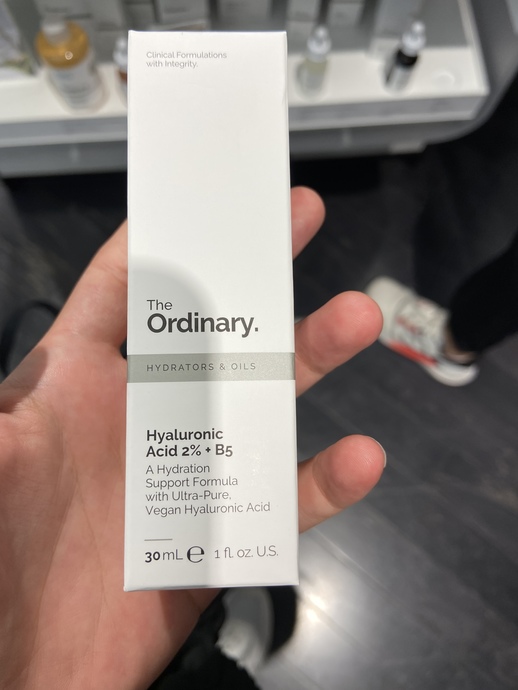 Clinical Formulations
with Integrity.
The
Ordinary.
HYDRATORS & OILS
Hyaluronic
Acid 2% + B5
A Hydration
Support Formula
with Ultra-Pure,
Vegan Hyaluronic Acid
30 mL ℮ 1 fl. oz. U.S.